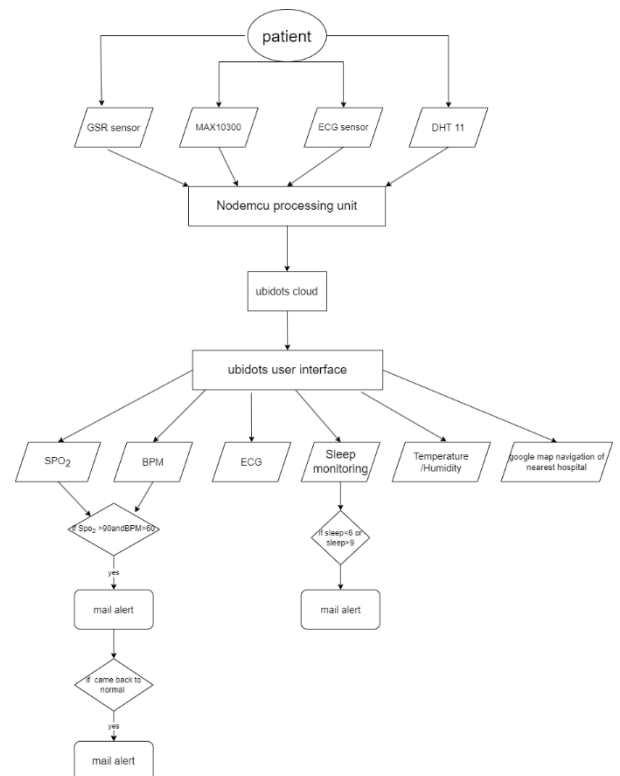 patient
GSR sensor
MAX10300
ECG sensor
DHT 11
Nodemcu processing unit
ubidots cloud
ubidots user interface
SPO₂
BPM
ECG
Sleep
monitoring
Temperature
/Humidity
google map navigation of
nearest hospital
if Spo₂ >90andBPM>60
if sleep<6 or
sleep>9
yes
mail alert
mail alert
if came back to
normal
yes
mail alert